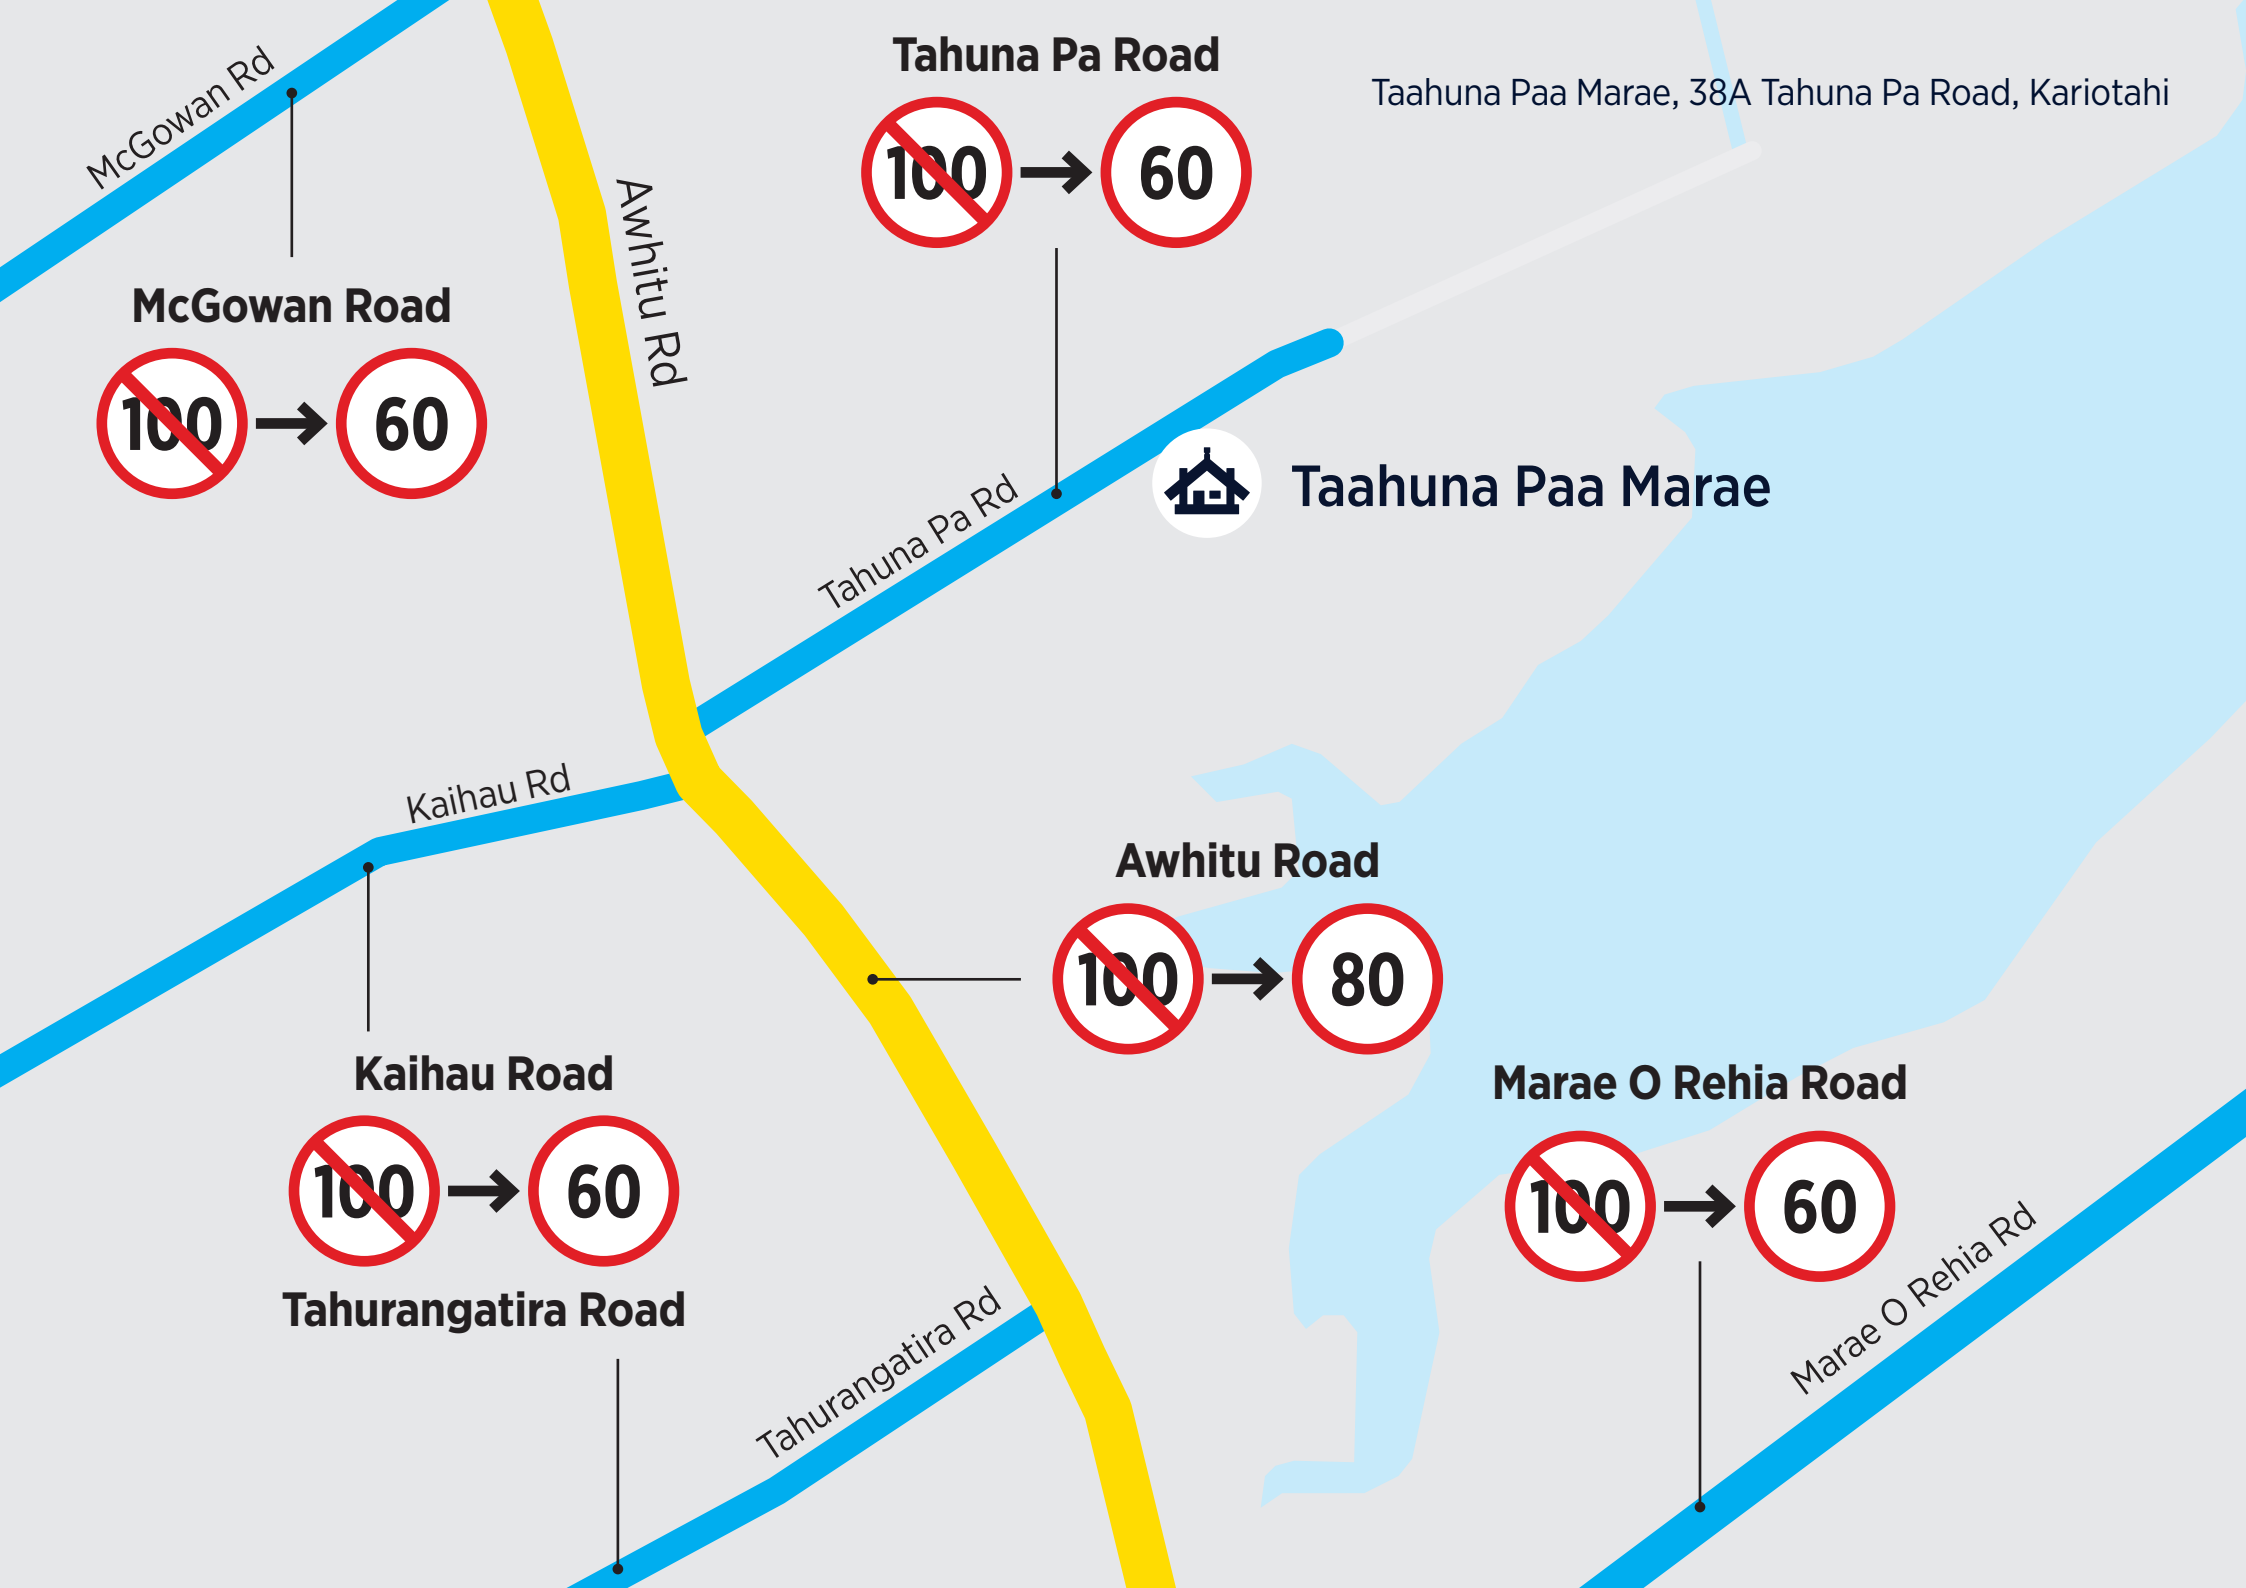 Tahuna Pa Road
100
60
Taahuna Paa Marae, 38A Tahuna Pa Road, Kariotahi
McGowan Rd
McGowan Road
100
60
Awhitu Rd
Tahuna Pa Rd
Taahuna Paa Marae
Kaihau Rd
Awhitu Road
100
80
Kaihau Road
100
60
Tahurangatira Road
Tahurangatira Rd
Marae O Rehia Road
100
60
Marae O Rehia Rd